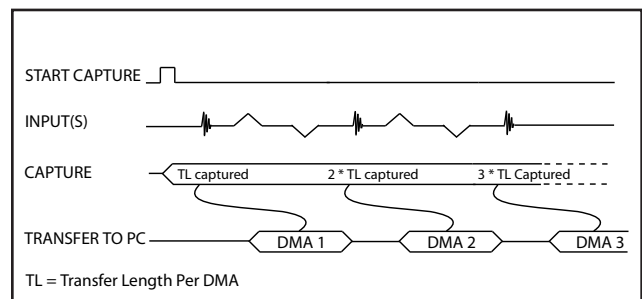 START CAPTURE
INPUT(S)
CAPTURE
TL captured
2 * TL captured
3 * TL Captured
TRANSFER TO PC
DMA 1
DMA 2
DMA 3
TL = Transfer Length Per DMA